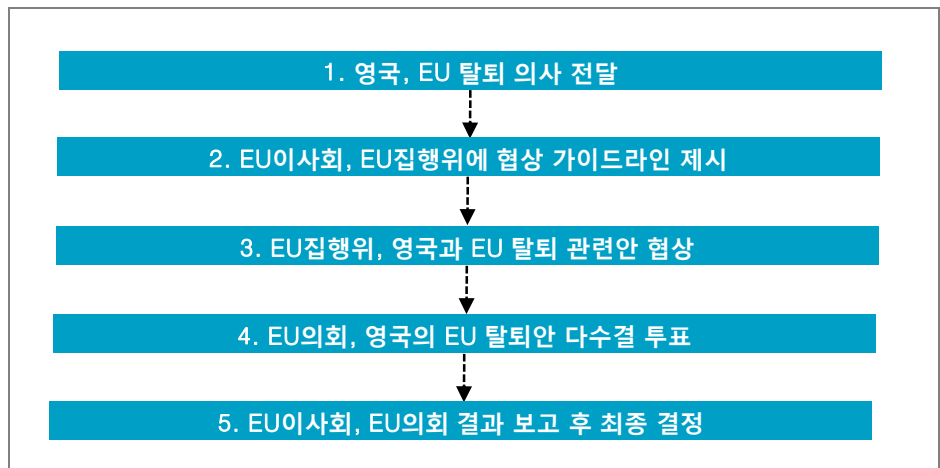 1. 영국, EU 탈퇴 의사 전달
2. EU이사회, EU집행위에 협상 가이드라인 제시
3. EU집행위, 영국과 EU 탈퇴 관련안 협상
4. EU의회, 영국의 EU 탈퇴안 다수결 투표
5. EU이사회, EU의회 결과 보고 후 최종 결정